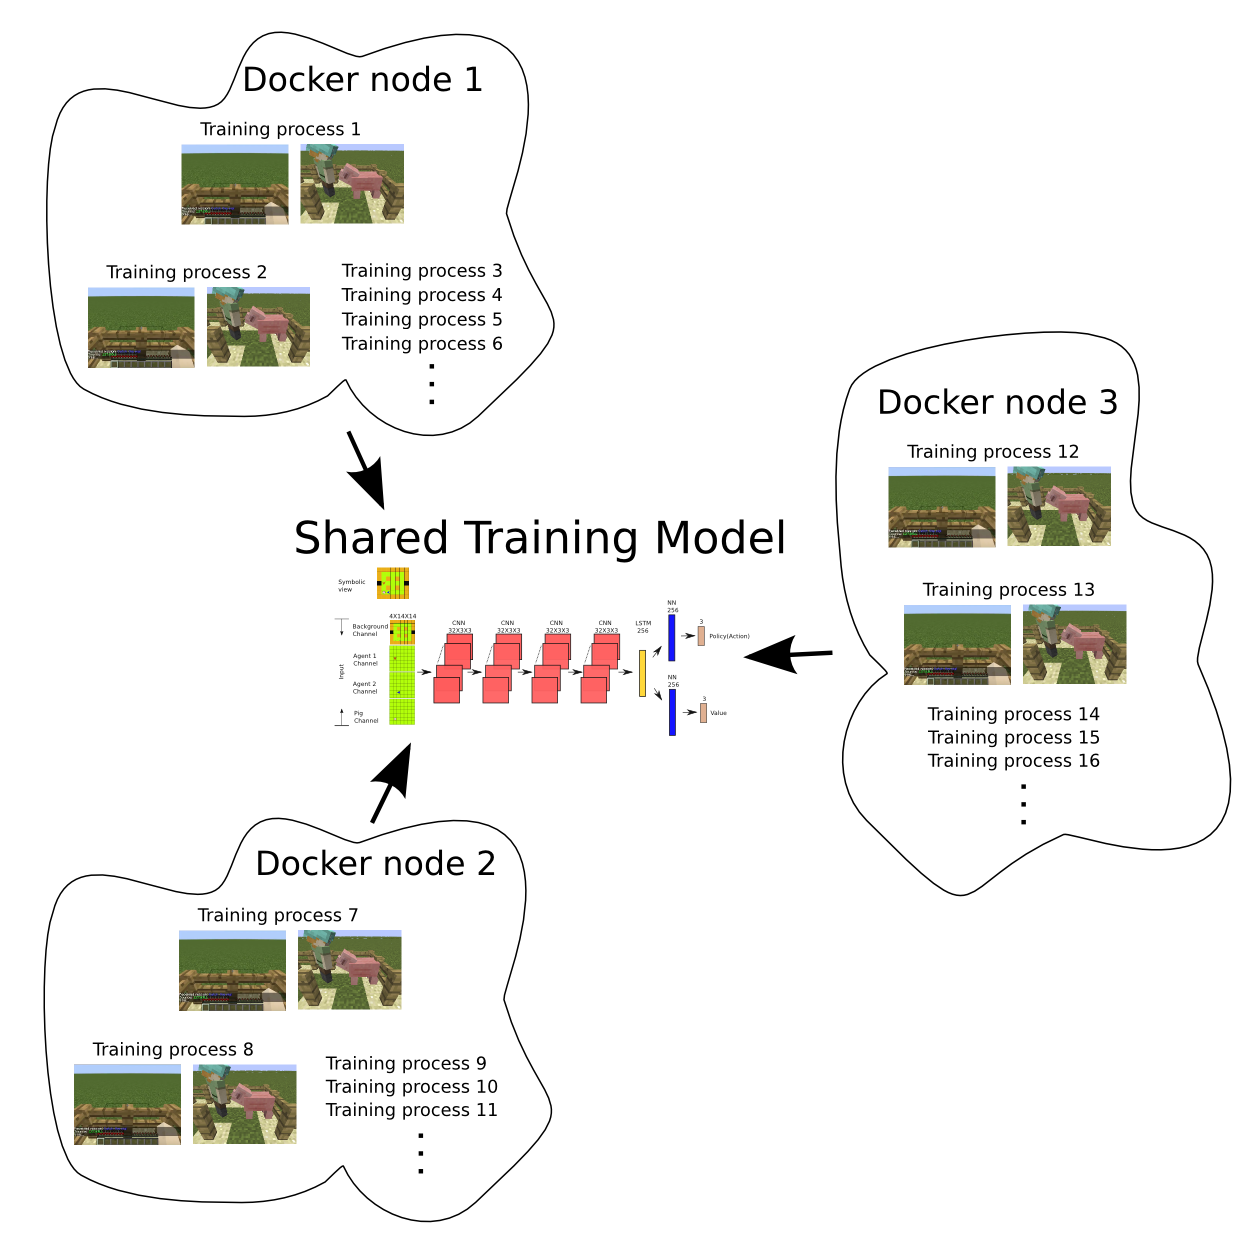 Docker node 1
Training process 1
Training process 2
Training process 3
Training process 4
Training process 5
Training process 6
Docker node 3
Training process 12
Training process 13
Training process 14
Training process 15
Training process 16
Shared Training Model
Symbolic
view
4X14X14
Background
Channel
Agent 1
Channel
Input
Agent 2
Channel
Pig
Channel
CNN
32X3X3
CNN
32X3X3
CNN
32X3X3
CNN
32X3X3
LSTM
256
NN
256
3
Policy(Action)
NN
256
3
Value
Docker node 2
Training process 7
Training process 8
Training process 9
Training process 10
Training process 11